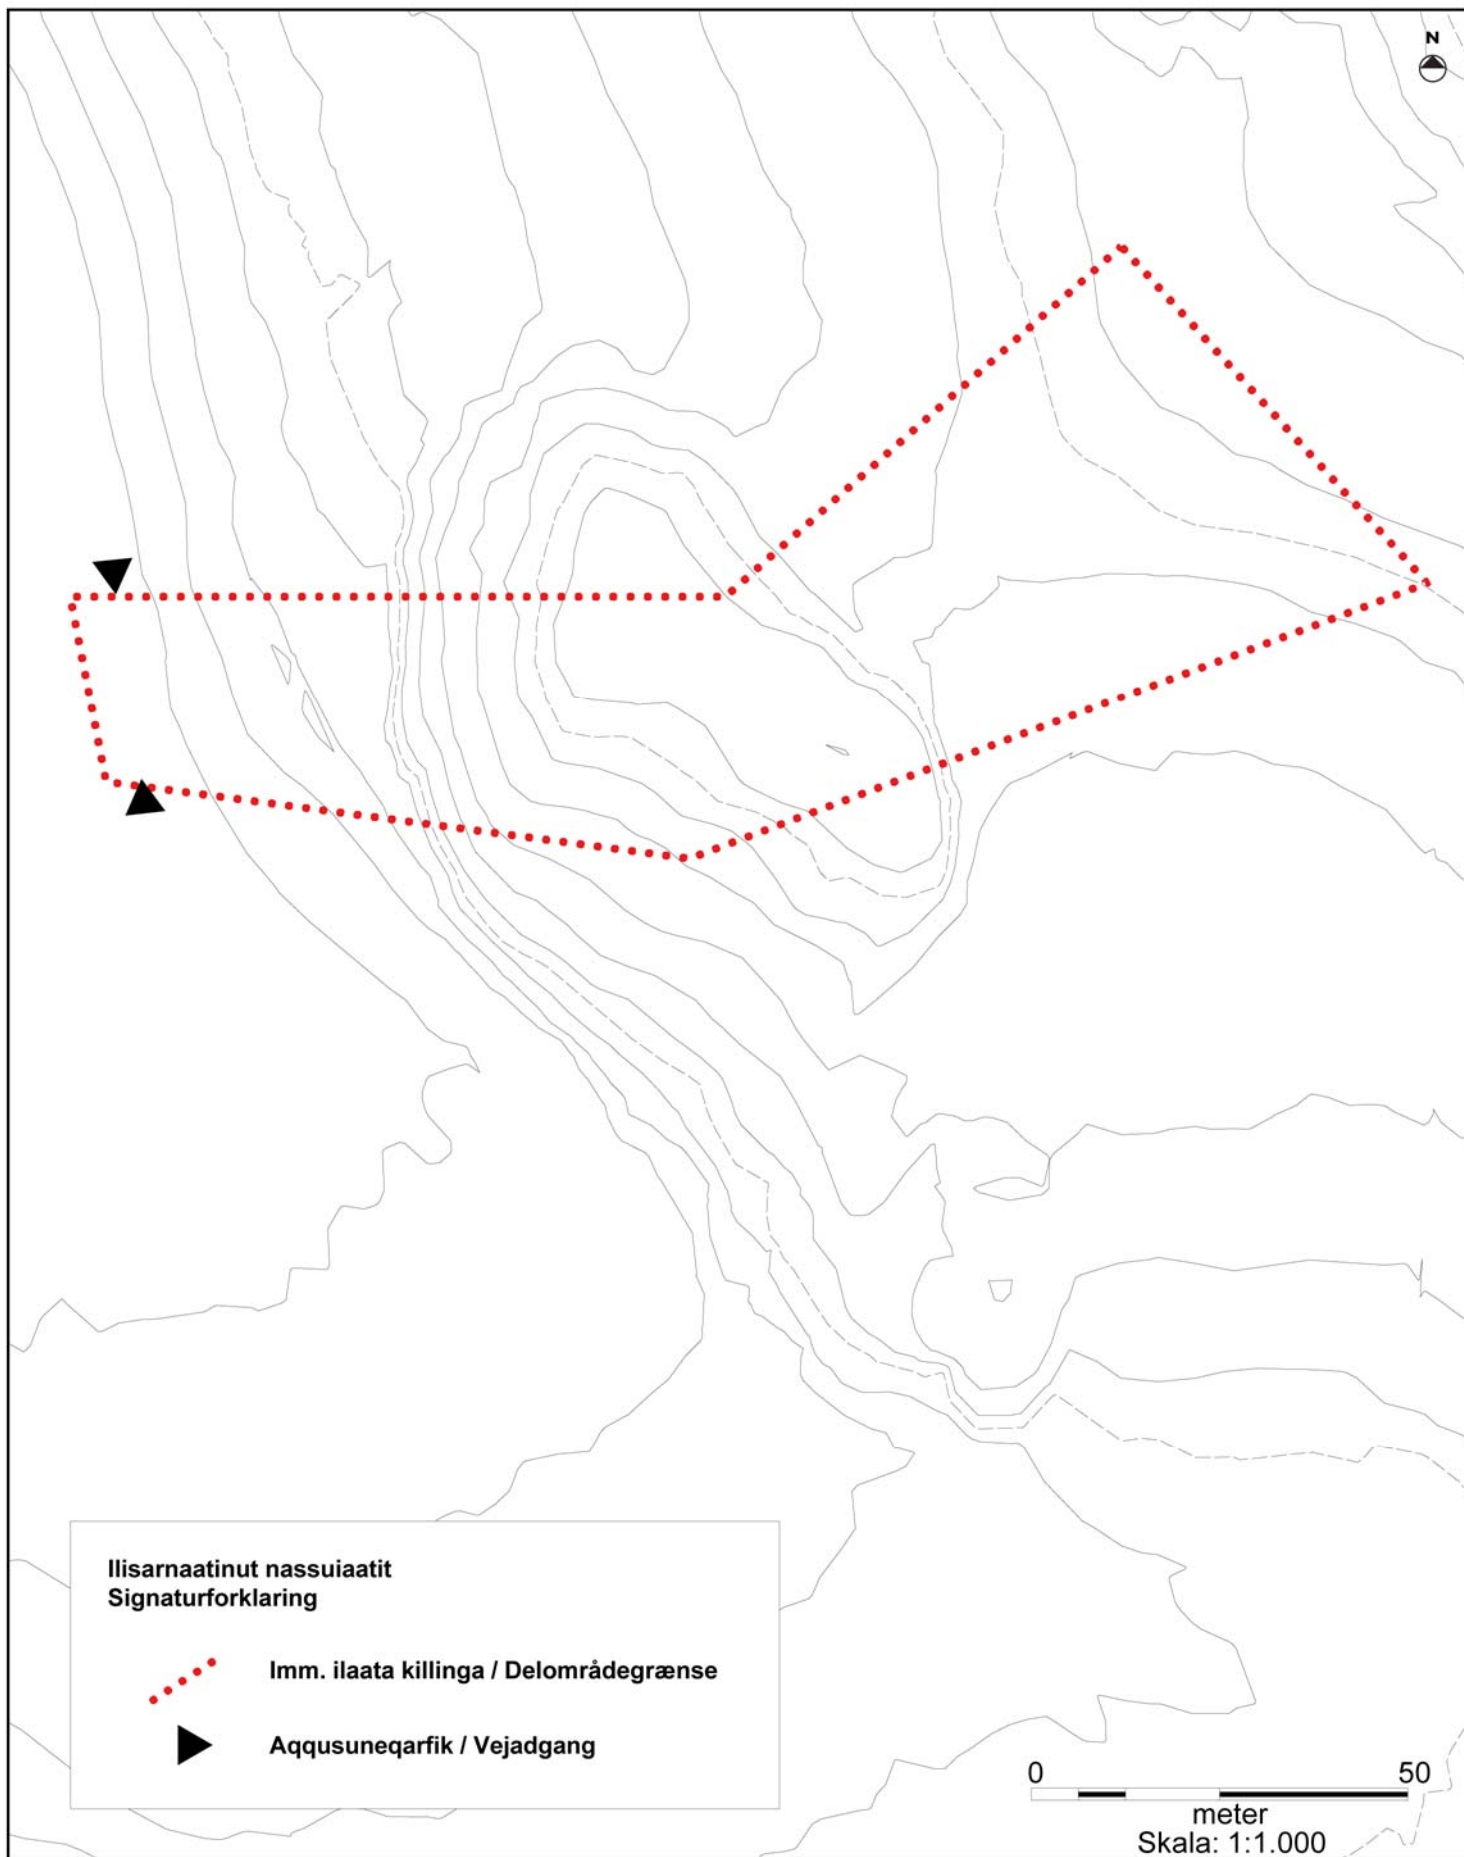 N
Ilisarnaatinut nassuiaatit
Signaturforklaring
Imm. ilaata killinga / Delområdegrænse
Aqqusuneqarfik / Vejadgang
0 50
meter
Skala: 1:1.000